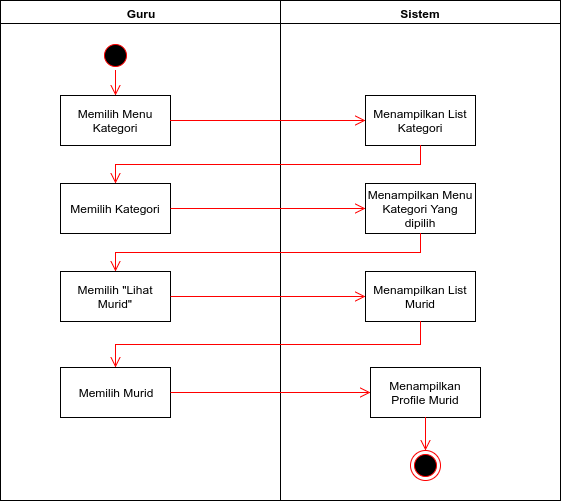 Guru
Sistem
Memilih Menu
Kategori
Menampilkan List
Kategori
Memilih Kategori
Menampilkan Menu
Kategori Yang
dipilih
Memilih "Lihat
Murid"
Menampilkan List
Murid
Memilih Murid
Menampilkan
Profile Murid